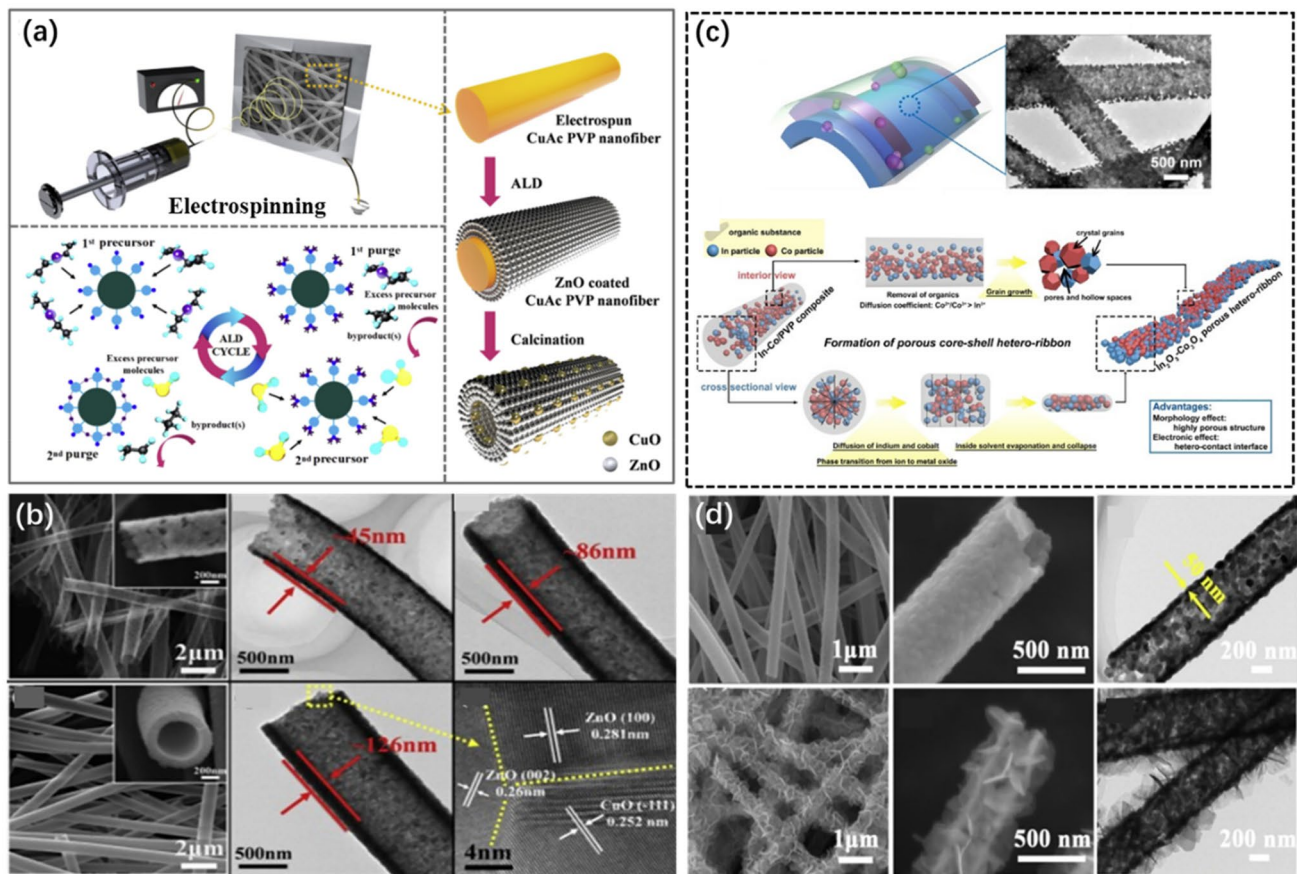 (a)
Electrospinning
Electrospun
CuAc PVP nanofiber
ALD
ZnO coated
CuAc PVP nanofiber
Calcination
CuO
ZnO
1st precursor
1st purge
Excess precursor
molecules
byproduct(s)
ALD
CYCLE
Excess precursor
molecules
byproduct(s)
2nd purge
2nd precursor
(c)
500 nm
organic substance
In particle
Co particle
interior view
In-Co/PVP composite
Removal of organics
Diffusion coefficient: Co³⁺/Co²⁺> In³⁺
Grain growth
crystal grains
pores and hollow spaces
In₂O₃-Co₃O₄ porous hetero-ribbon
Formation of porous core-shell hetero-ribbon
cross sectional view
Diffusion of indium and cobalt
Phase transition from ion to metal oxide
Inside solvent evaporation and collapse
Advantages:
Morphology effect:
highly porous structure
Electronic effect:
hetero-contact interface
(b)
200nm
2μm
~45nm
500nm
~86nm
500nm
200nm
2μm
~126nm
500nm
ZnO (100)
0.281nm
ZnO (002)
0.26nm
CuO (-111)
0.252 nm
4nm
(d)
1μm
500 nm
50 nm
200 nm
1μm
500 nm
200 nm